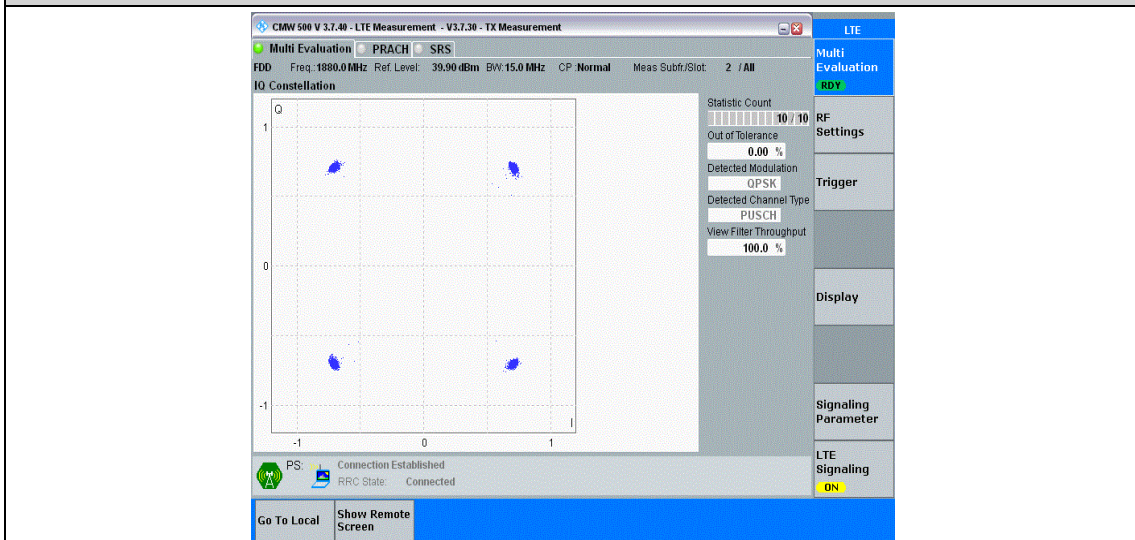 CMW 500 V 3.7.40 - LTE Measurement - V3.7.30 - TX Measurement
LTE
Multi Evaluation PRACH SRS
Multi
Evaluation
RDY
FDD Freq.:1880.0 MHz Ref. Level: 39.90 dBm BW:15.0 MHz CP :Normal Meas Subfr./Slot: 2 / All
IQ Constellation
Q
1
0
-1
-1
0
1
I
Statistic Count
10 / 10
Out of Tolerance
0.00 %
Detected Modulation
QPSK
Detected Channel Type
PUSCH
View Filter Throughput
100.0 %
RF
Settings
Trigger
Display
Signaling
Parameter
LTE
Signaling
ON
PS: Connection Established
RRC State: Connected
Go To Local
Show Remote
Screen